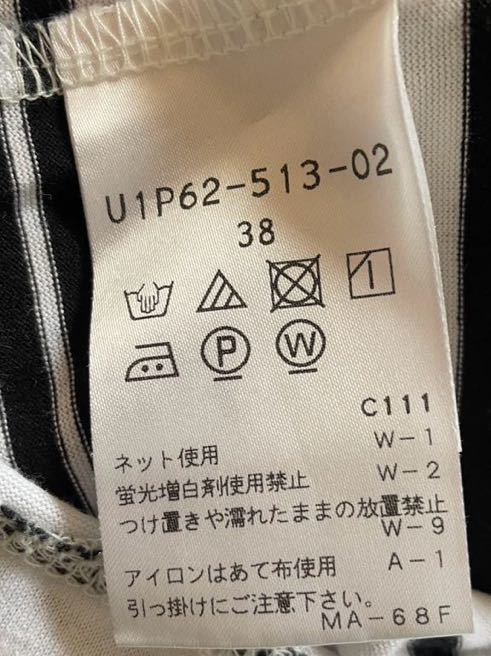 U1P62-513-02
38
P W
C111
ネット使用 W-1
蛍光増白剤使用禁止 W-2
つけ置きや濡れたままの放置禁止
W-9
アイロンはあて布使用 A-1
引っ掛けにご注意下さい。
MA-68F